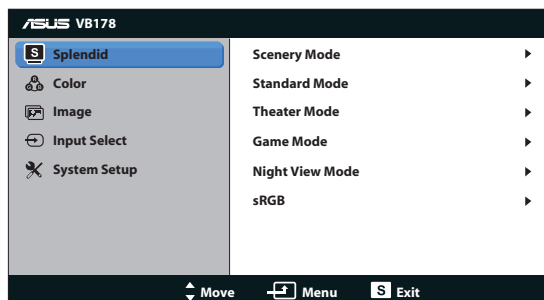 ASUS VB178
S Splendid
Color
Image
Input Select
System Setup
Scenery Mode
Standard Mode
Theater Mode
Game Mode
Night View Mode
sRGB
Move Menu S Exit